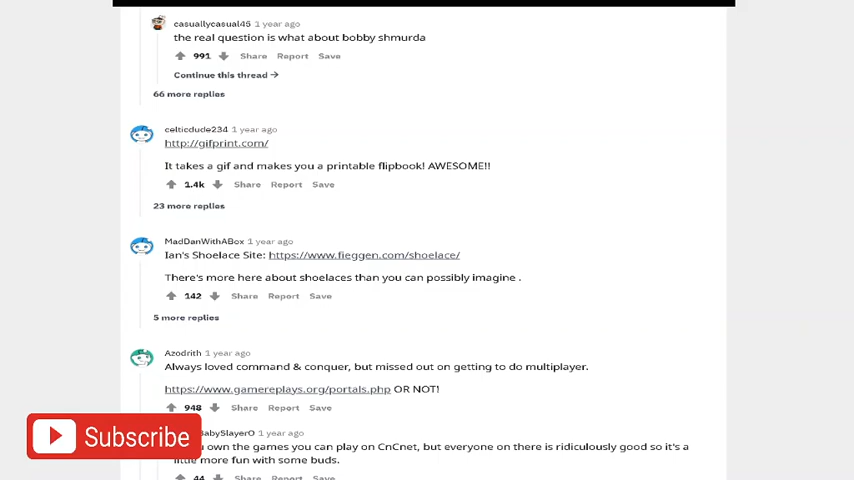 casuallycasual45 1 year ago
the real question is what about bobby shmurda
991 Share Report Save
Continue this thread →
66 more replies
celticdude234 1 year ago
http://gifprint.com/
It takes a gif and makes you a printable flipbook! AWESOME!!
1.4k Share Report Save
23 more replies
MadDanWithABox 1 year ago
Ian's Shoelace Site: https://www.fieggen.com/shoelace/
There's more here about shoelaces than you can possibly imagine .
142 Share Report Save
5 more replies
Azodrith 1 year ago
Always loved command & conquer, but missed out on getting to do multiplayer.
https://www.gamereplays.org/portals.php OR NOT!
948 Share Report Save
BabySlayerO 1 year ago
own the games you can play on CnCnet, but everyone on there is ridiculously good so it's a
little more fun with some buds.
44 Share Report Save
Subscribe